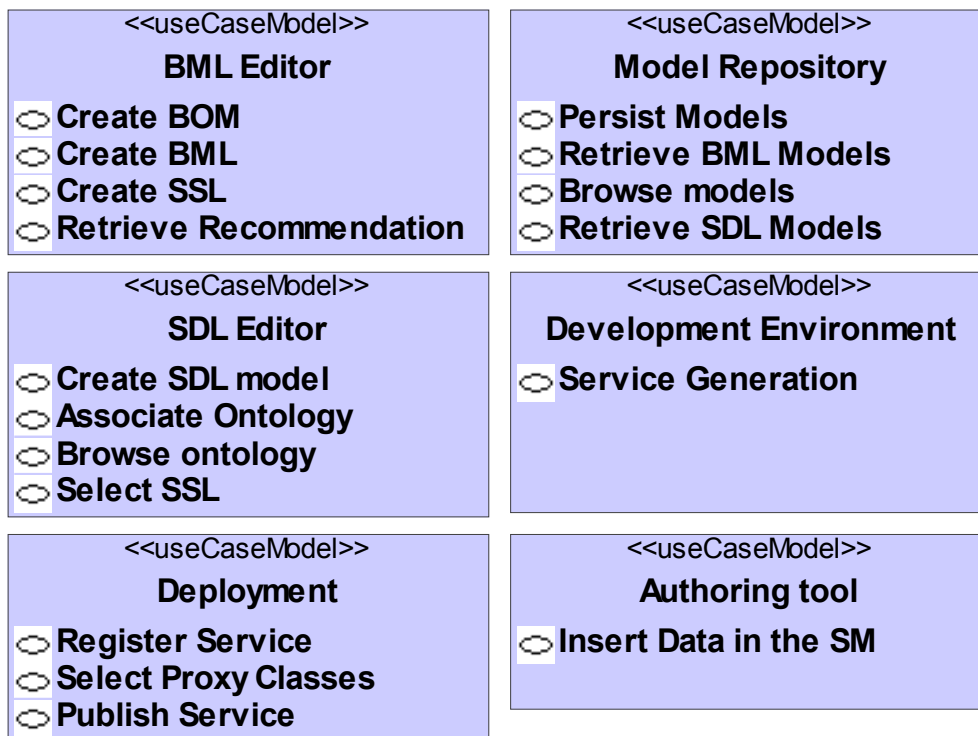 <<useCaseModel>>
BML Editor
Create BOM
Create BML
Create SSL
Retrieve Recommendation
<<useCaseModel>>
Model Repository
Persist Models
Retrieve BML Models
Browse models
Retrieve SDL Models
<<useCaseModel>>
SDL Editor
Create SDL model
Associate Ontology
Browse ontology
Select SSL
<<useCaseModel>>
Development Environment
Service Generation
<<useCaseModel>>
Deployment
Register Service
Select Proxy Classes
Publish Service
<<useCaseModel>>
Authoring tool
Insert Data in the SM